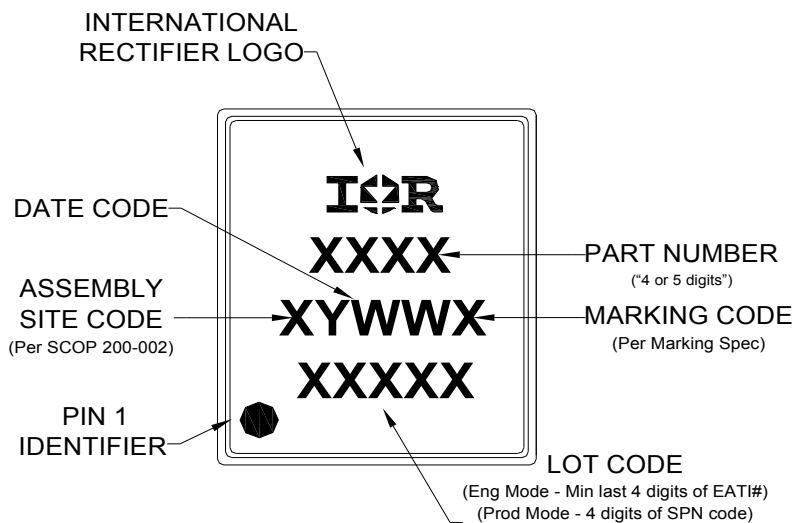 INTERNATIONAL
RECTIFIER LOGO
IOR
DATE CODE
XXXX
PART NUMBER
("4 or 5 digits")
ASSEMBLY
SITE CODE
(Per SCOP 200-002)
XYWWX
MARKING CODE
(Per Marking Spec)
XXXXX
PIN 1
IDENTIFIER
LOT CODE
(Eng Mode - Min last 4 digits of EATI#)
(Prod Mode - 4 digits of SPN code)